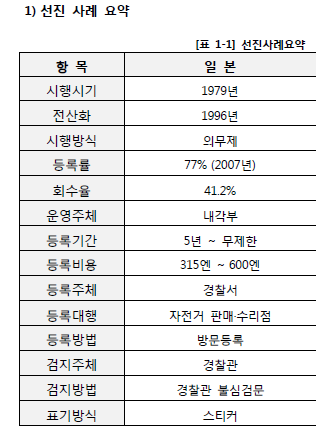 1) 선진 사례 요약
[표 1-1] 선진사례요약
항 목 일 본
시행시기 1979년
전산화 1996년
시행방식 의무제
등록률 77% (2007년)
회수율 41.2%
운영주체 내각부
등록기간 5년 ~ 무제한
등록비용 315엔 ~ 600엔
등록주체 경찰서
등록대행 자전거 판매·수리점
등록방법 방문등록
검지주체 경찰관
검지방법 경찰관 불심검문
표기방식 스티커